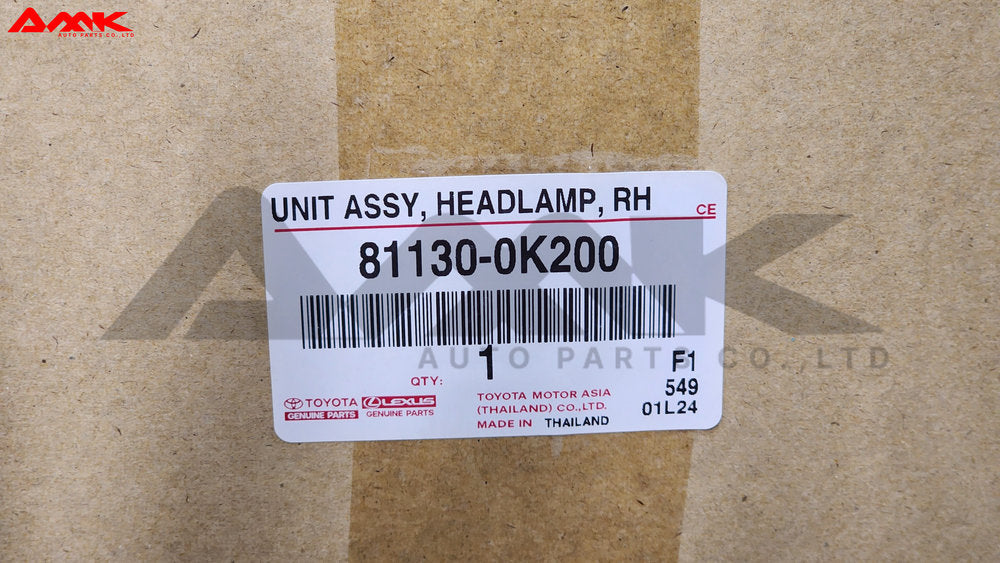 AMK
AUTO PARTS CO.,LTD.
UNIT ASSY, HEADLAMP, RH
CE
81130-0K200
AMK
AUTO PARTS CO.,LTD
QTY: 1
F1
549
01L24
TOYOTA
GENUINE PARTS
LEXUS
GENUINE PARTS
TOYOTA MOTOR ASIA
(THAILAND) CO.,LTD.
MADE IN THAILAND